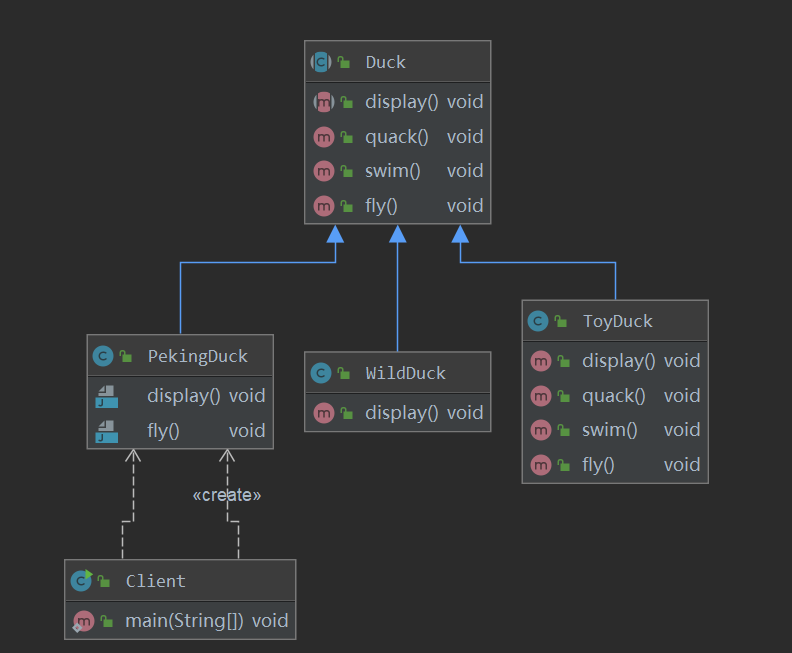 Duck
display() void
quack() void
swim() void
fly() void
PekingDuck
display() void
fly() void
WildDuck
display() void
ToyDuck
display() void
quack() void
swim() void
fly() void
«create»
Client
main(String[]) void